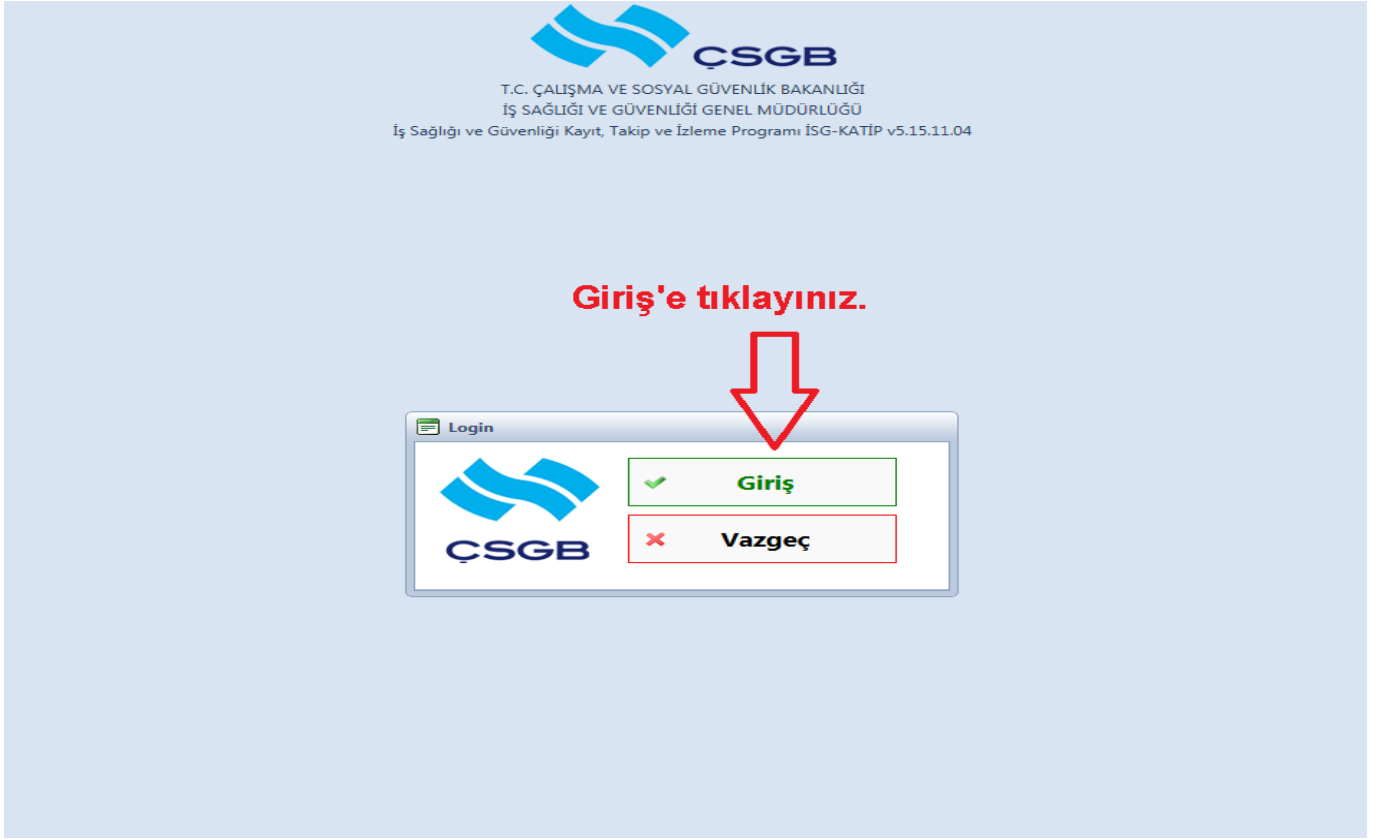 ÇSGB
T.C. ÇALIŞMA VE SOSYAL GÜVENLİK BAKANLIĞI
İŞ SAĞLIĞI VE GÜVENLİĞİ GENEL MÜDÜRLÜĞÜ
İş Sağlığı ve Güvenliği Kayıt, Takip ve İzleme Programı İSG-KATİP v5.15.11.04
Giriş'e tıklayınız.
Login
Giriş
Vazgeç
ÇSGB